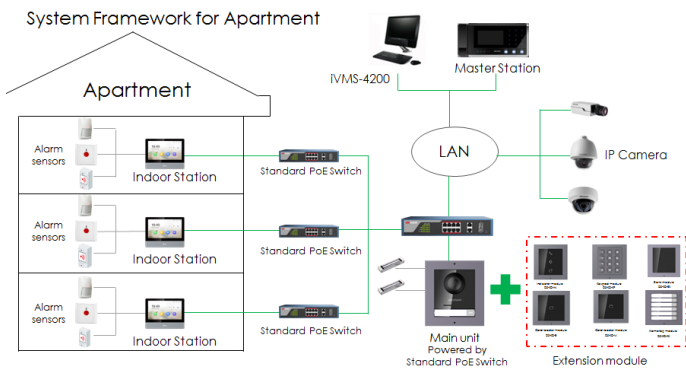 System Framework for Apartment
iVMS-4200
Master Station
Apartment
Alarm
sensors
Indoor Station
Standard PoE Switch
LAN
IP Camera
Alarm
sensors
Indoor Station
Standard PoE Switch
Alarm
sensors
Indoor Station
Standard PoE Switch
Main unit
Powered by
Standard PoE Switch
Extension module